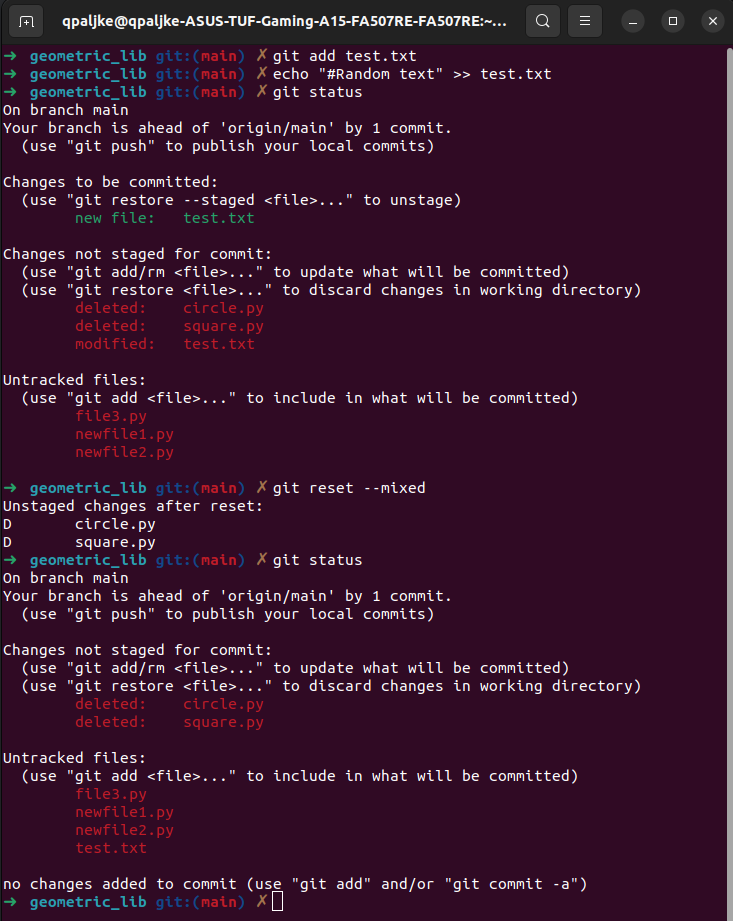 qpaljke@qpaljke-ASUS-TUF-Gaming-A15-FA507RE-FA507RE:~...
➜  geometric_lib git:(main) ✗ git add test.txt
➜  geometric_lib git:(main) ✗ echo "#Random text" >> test.txt
➜  geometric_lib git:(main) ✗ git status
On branch main
Your branch is ahead of 'origin/main' by 1 commit.
  (use "git push" to publish your local commits)

Changes to be committed:
  (use "git restore --staged <file>..." to unstage)
        new file:   test.txt

Changes not staged for commit:
  (use "git add/rm <file>..." to update what will be committed)
  (use "git restore <file>..." to discard changes in working directory)
        deleted:    circle.py
        deleted:    square.py
        modified:   test.txt

Untracked files:
  (use "git add <file>..." to include in what will be committed)
        file3.py
        newfile1.py
        newfile2.py

➜  geometric_lib git:(main) ✗ git reset --mixed
Unstaged changes after reset:
D       circle.py
D       square.py
➜  geometric_lib git:(main) ✗ git status
On branch main
Your branch is ahead of 'origin/main' by 1 commit.
  (use "git push" to publish your local commits)

Changes not staged for commit:
  (use "git add/rm <file>..." to update what will be committed)
  (use "git restore <file>..." to discard changes in working directory)
        deleted:    circle.py
        deleted:    square.py

Untracked files:
  (use "git add <file>..." to include in what will be committed)
        file3.py
        newfile1.py
        newfile2.py
        test.txt

no changes added to commit (use "git add" and/or "git commit -a")
➜  geometric_lib git:(main) ✗